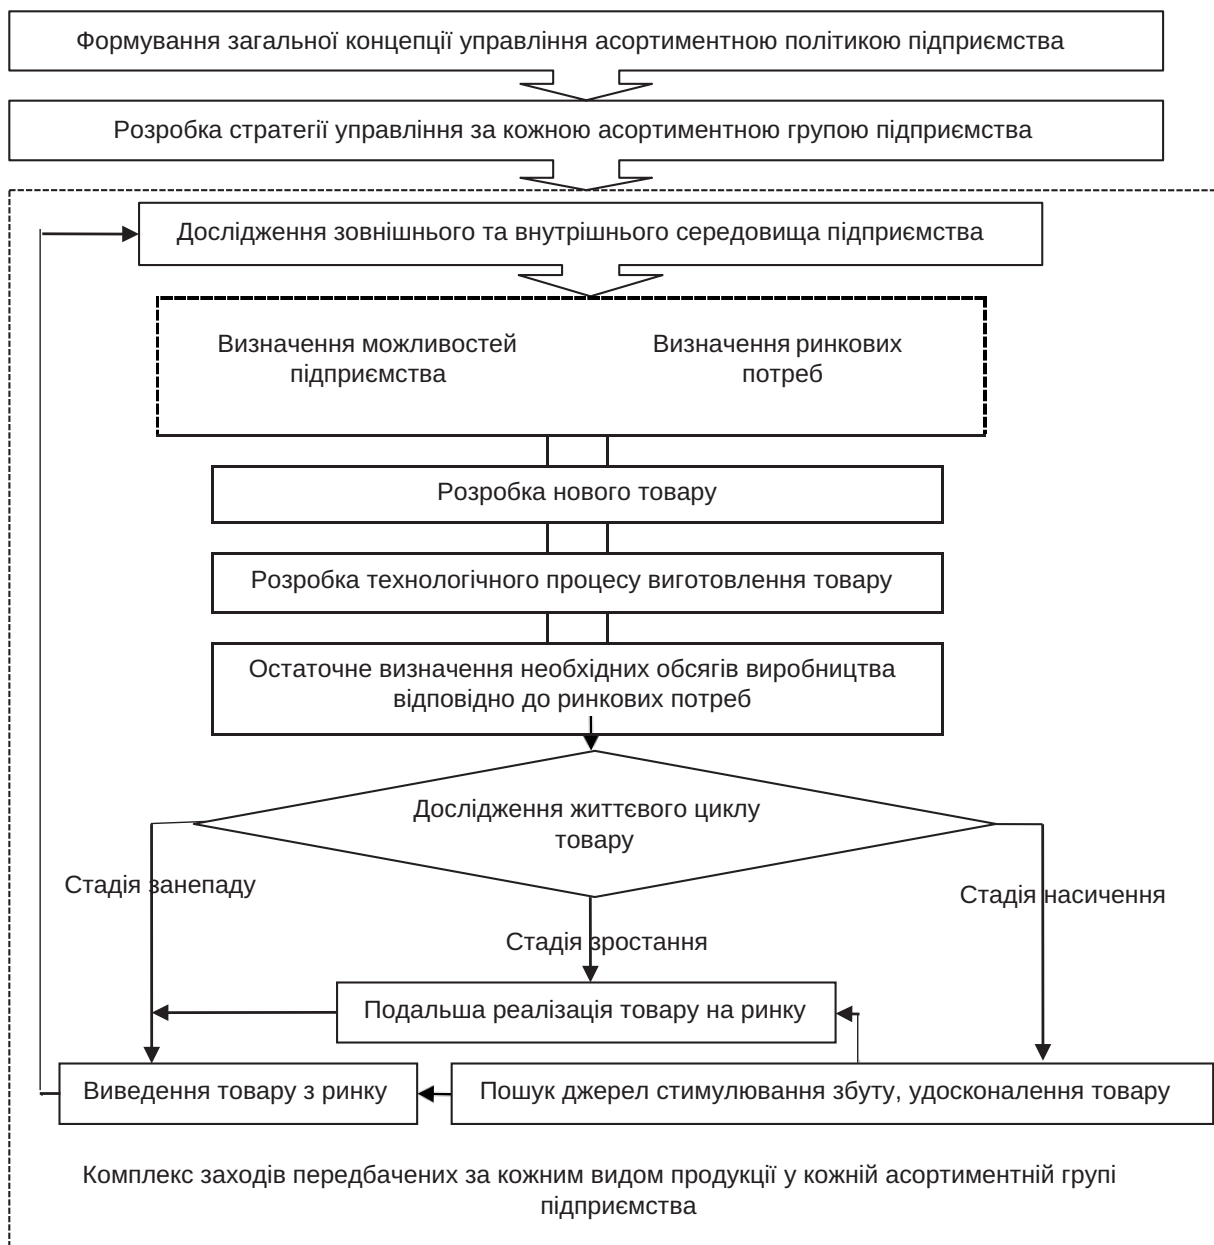 Формування загальної концепції управління асортиментною політикою підприємства
Розробка стратегії управління за кожною асортиментною групою підприємства
Дослідження зовнішнього та внутрішнього середовища підприємства
Визначення можливостей
підприємства
Визначення ринкових
потреб
Розробка нового товару
Розробка технологічного процесу виготовлення товару
Остаточне визначення необхідних обсягів виробництва
відповідно до ринкових потреб
Дослідження життєвого циклу
товару
Стадія занепаду
Стадія насичення
Стадія зростання
Подальша реалізація товару на ринку
Виведення товару з ринку
Пошук джерел стимулювання збуту, удосконалення товару
Комплекс заходів передбачених за кожним видом продукції у кожній асортиментній групі
підприємства